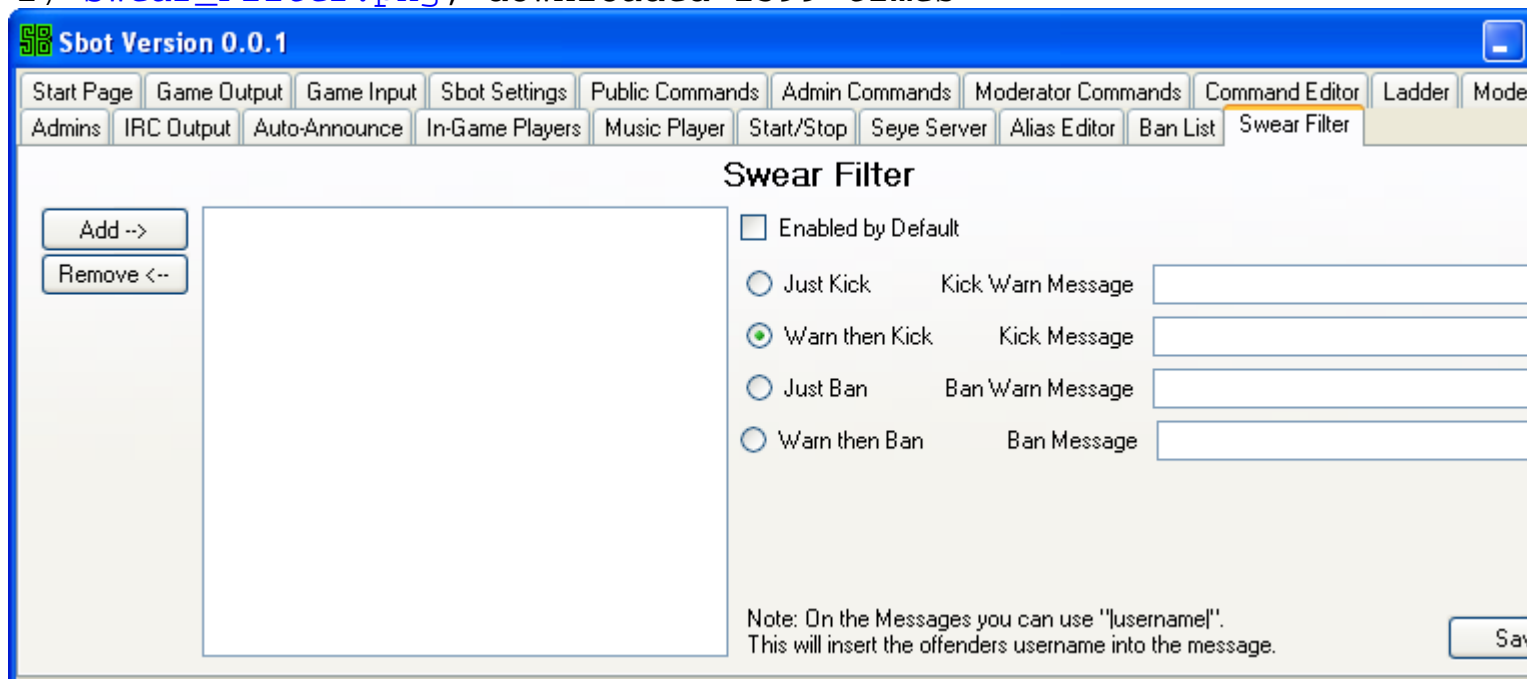 Sbot Version 0.0.1
Start Page Game Output Game Input Sbot Settings Public Commands Admin Commands Moderator Commands Command Editor Ladder Mode
Admins IRC Output Auto-Announce In-Game Players Music Player Start/Stop Seye Server Alias Editor Ban List Swear Filter
Swear Filter
Add -->
Remove <--
Enabled by Default
Just Kick Kick Warn Message
Warn then Kick Kick Message
Just Ban Ban Warn Message
Warn then Ban Ban Message
Note: On the Messages you can use "|username|".
This will insert the offenders username into the message.
Sav